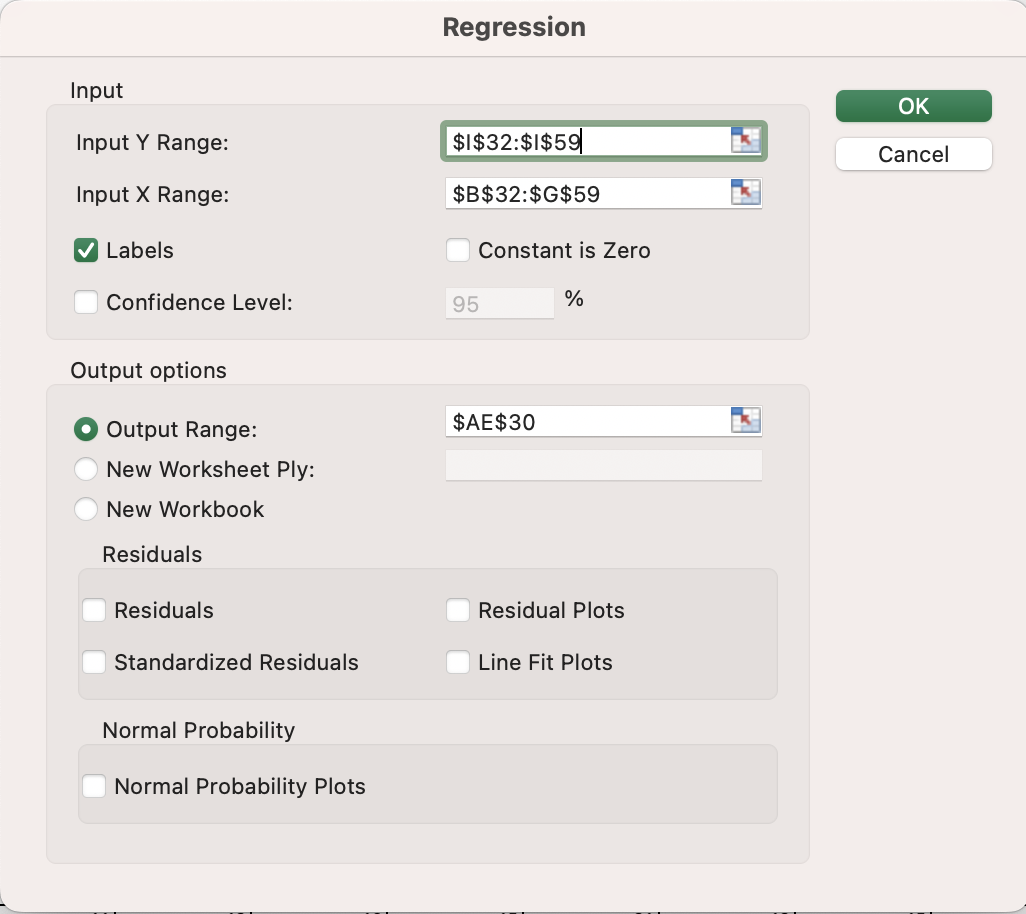 Regression
Input
OK
Input Y Range: $I$32:$I$59
Cancel
Input X Range: $B$32:$G$59
Labels Constant is Zero
Confidence Level: 95 %
Output options
Output Range: $AE$30
New Worksheet Ply:
New Workbook
Residuals
Residuals Residual Plots
Standardized Residuals Line Fit Plots
Normal Probability
Normal Probability Plots